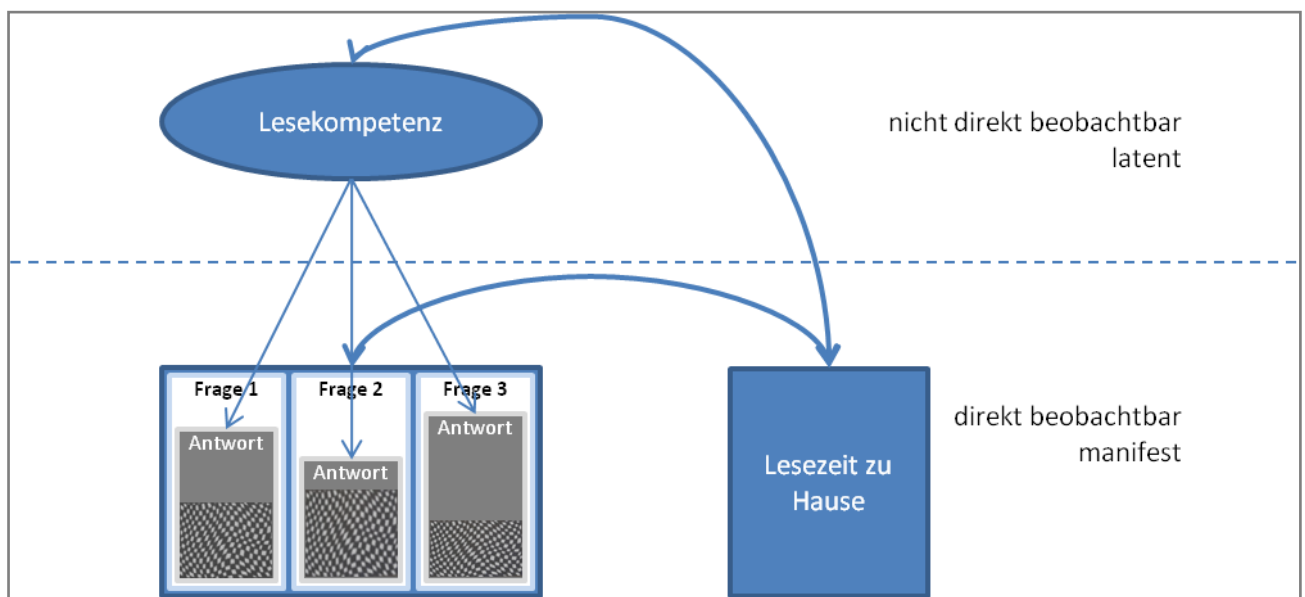 Lesekompetenz
nicht direkt beobachtbar
latent
Frage 1
Frage 2
Frage 3
Antwort
Antwort
Antwort
Lesezeit zu
Hause
direkt beobachtbar
manifest